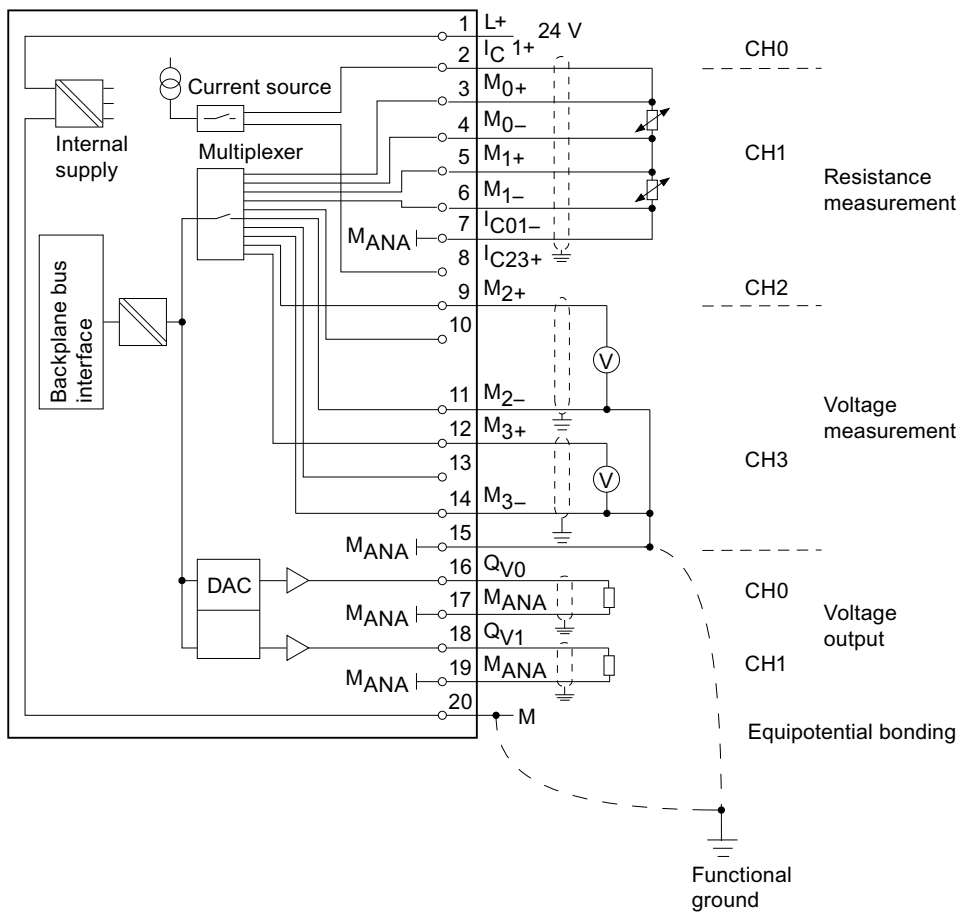 1 L+ 24 V
2 IC 1+ CH0
3 M0+
Current source
4 M0–
Internal supply
Multiplexer
5 M1+ CH1
Resistance
measurement
6 M1–
7 IC01–
MANA
8 IC23+
9 M2+ CH2
10
Backplane bus
interface
11 M2–
Voltage
measurement
12 M3+
CH3
13
14 M3–
15
MANA
16 QV0
DAC
CH0
17 MANA
MANA
Voltage
output
18 QV1
19 MANA
MANA
CH1
20 M
Equipotential bonding
Functional
ground